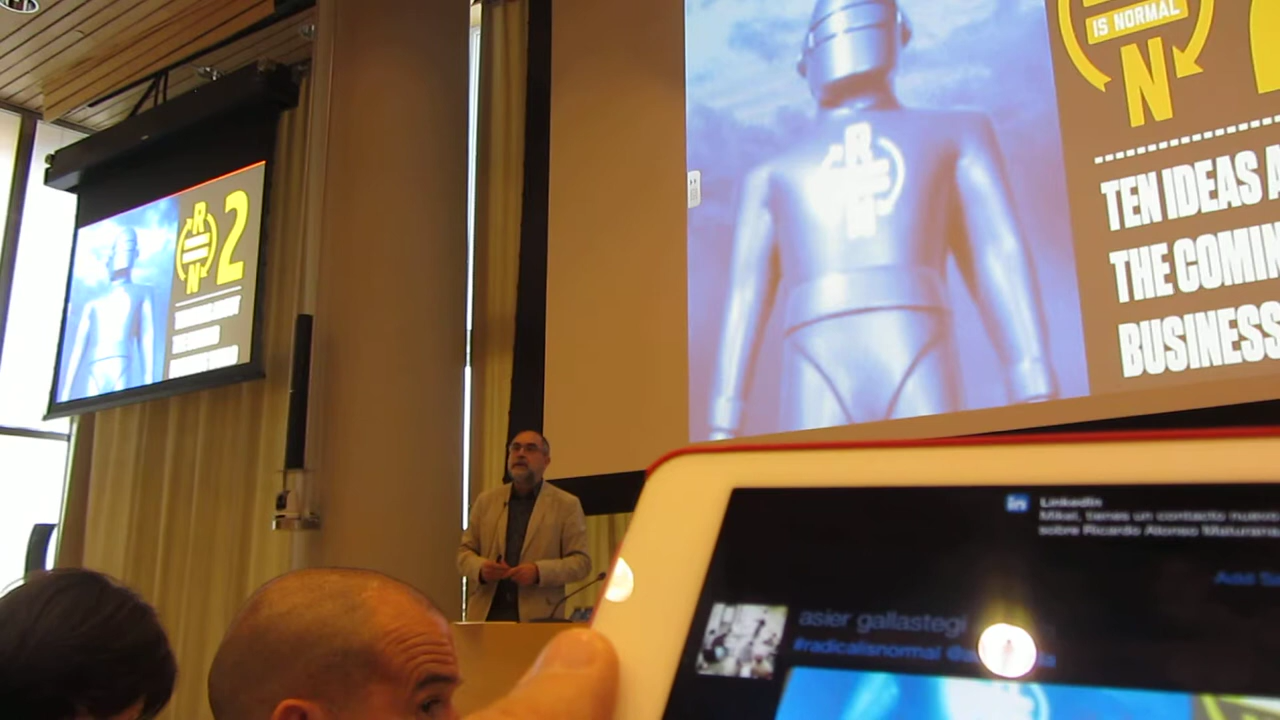 R
IS NORMAL
N
TEN IDEAS A
THE COMIN
BUSINESS
R
N
R
N
2
LinkedIn
Mikel, tienes un contacto nuevo
sobre Ricardo Alonso Maturana
asier gallastegi
#radicalisnormal